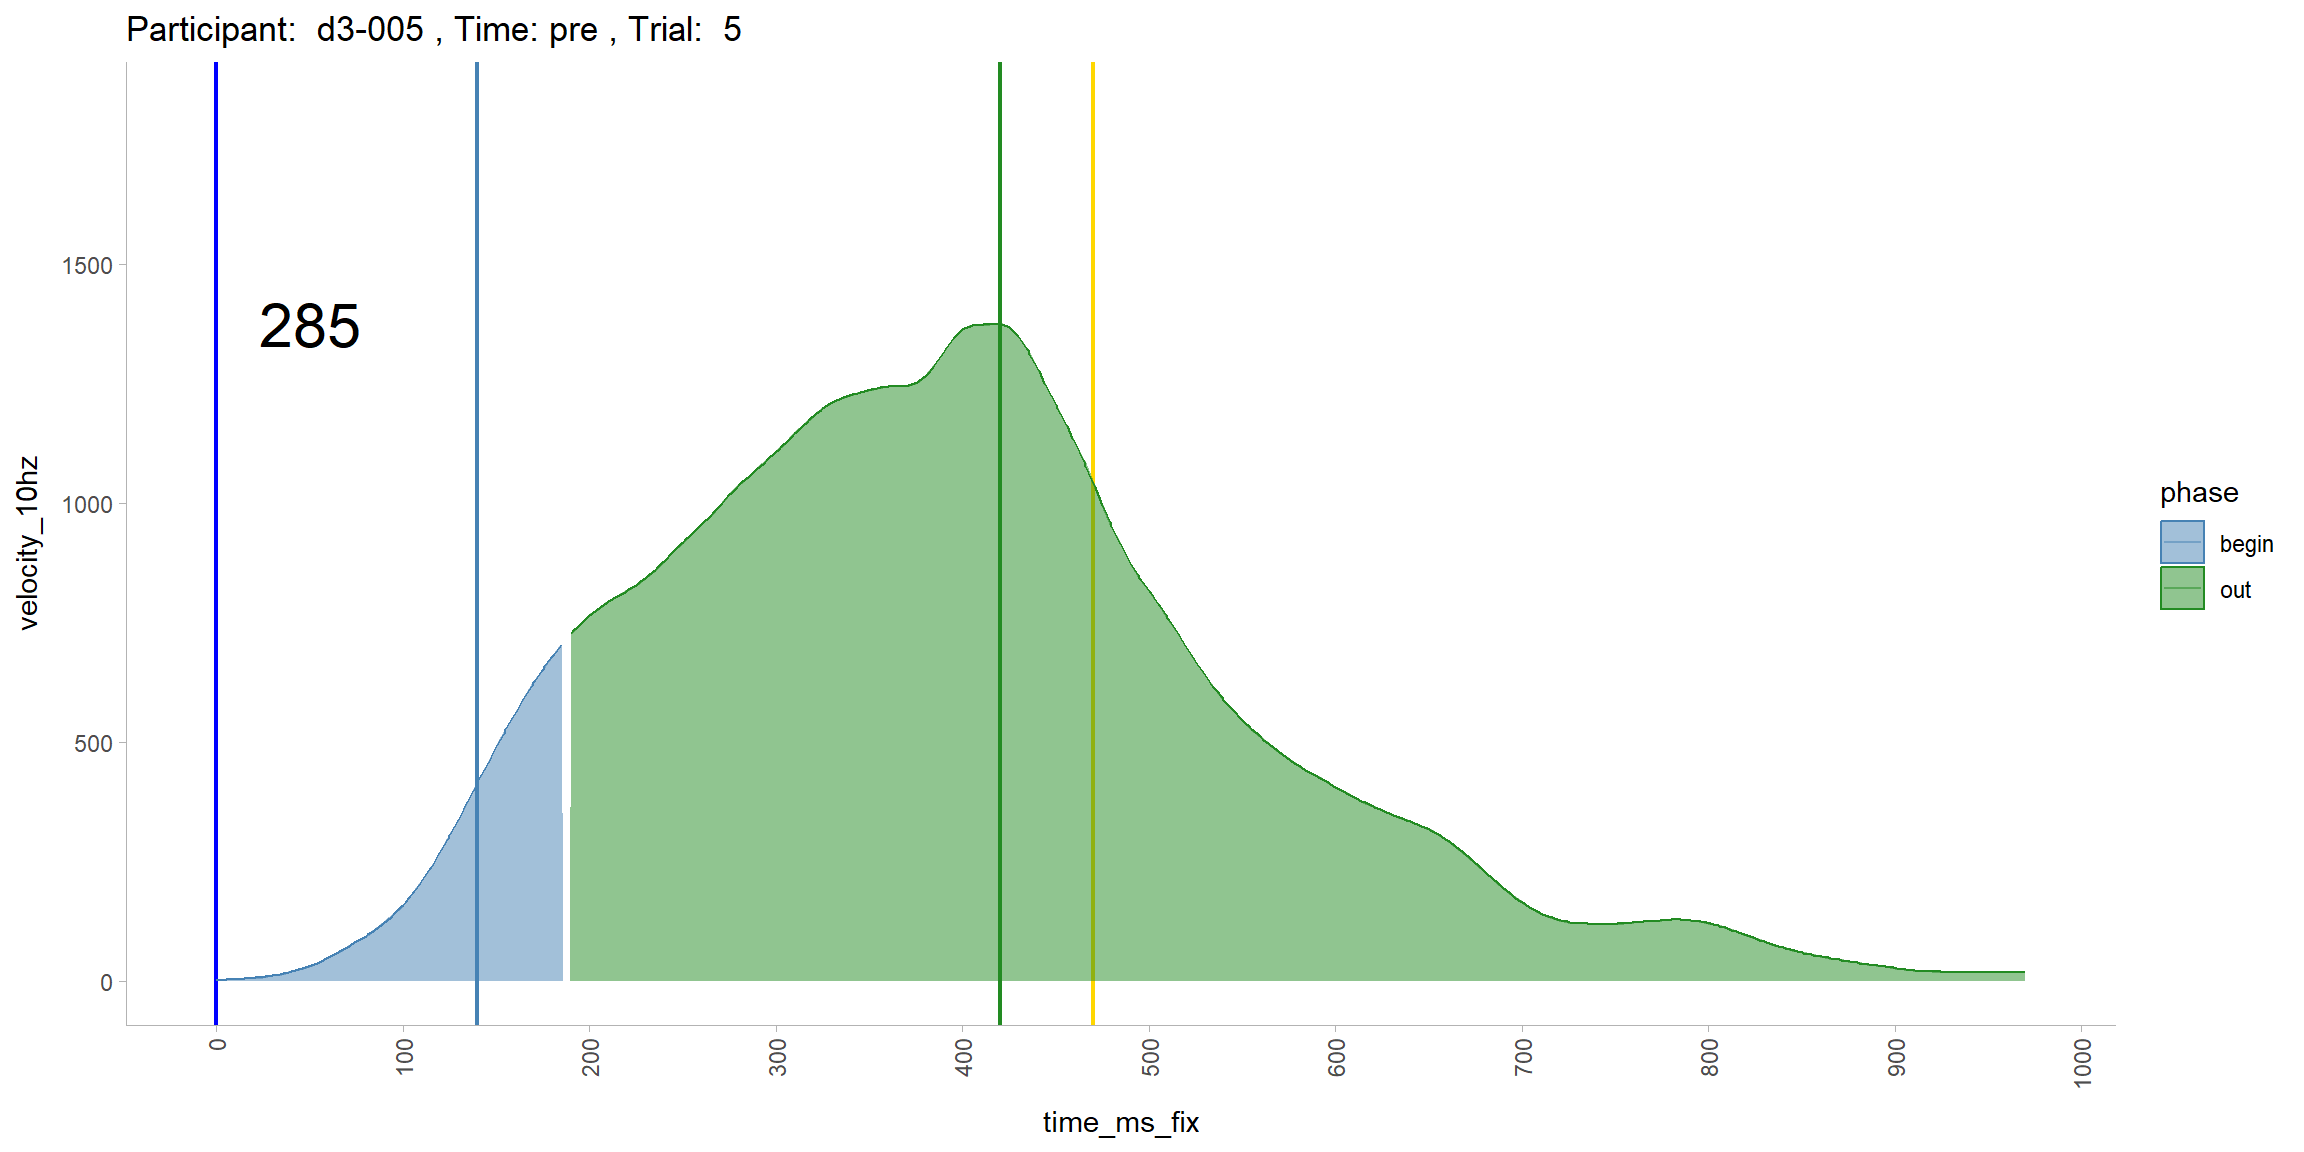 Participant:  d3-005 , Time: pre , Trial:  5
1500
285
1000
500
0
velocity_10hz
phase
begin
out
0 100 200 300 400 500 600 700 800 900 1000
time_ms_fix